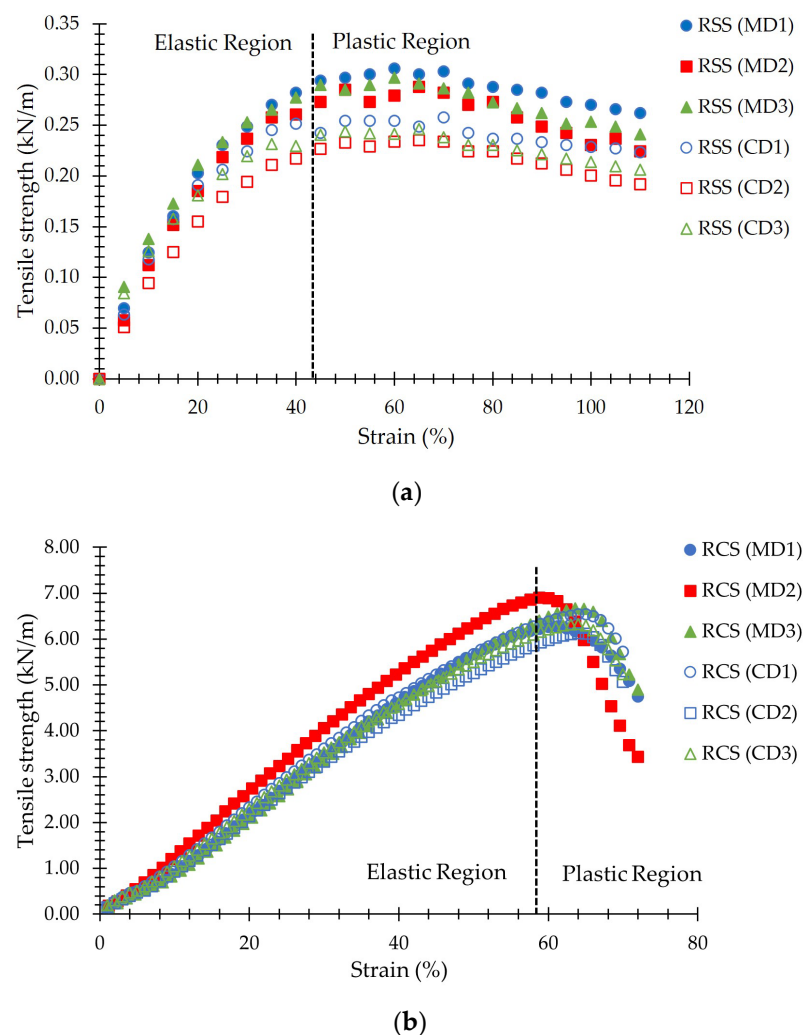 0.35
0.30
0.25
0.20
0.15
0.10
0.05
0.00
Tensile strength (kN/m)
Elastic Region
Plastic Region
0
20
40
60
80
100
120
Strain (%)
RSS (MD1)
RSS (MD2)
RSS (MD3)
RSS (CD1)
RSS (CD2)
RSS (CD3)
(a)
8.00
7.00
6.00
5.00
4.00
3.00
2.00
1.00
0.00
Tensile strength (kN/m)
Elastic Region
Plastic Region
0
20
40
60
80
Strain (%)
RCS (MD1)
RCS (MD2)
RCS (MD3)
RCS (CD1)
RCS (CD2)
RCS (CD3)
(b)